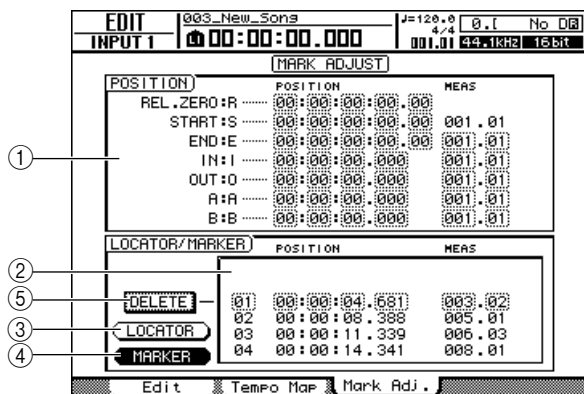 EDIT 003_New_Song J=120.0 0.[ No DR
INPUT 1 00:00:00.000 4/4 001.01 44.1kHz 16bit
MARK ADJUST
POSITION POSITION MEAS
REL.ZERO:R 00:00:00:00.00
START:S 00:00:00:00.00 001.01
END:E 00:00:00:00.00 001.01
① IN:I 00:00:00.000 001.01
OUT:O 00:00:00.000 001.01
A:A 00:00:00.000 001.01
B:B 00:00:00.000 001.01
LOCATOR/MARKER POSITION MEAS
②
⑤ DELETE 01 00:00:04.681 003.02
02 00:00:08.388 005.01
③ LOCATOR 03 00:00:11.339 006.03
④ MARKER 04 00:00:14.341 008.01
Edit Tempo Map Mark Adj.